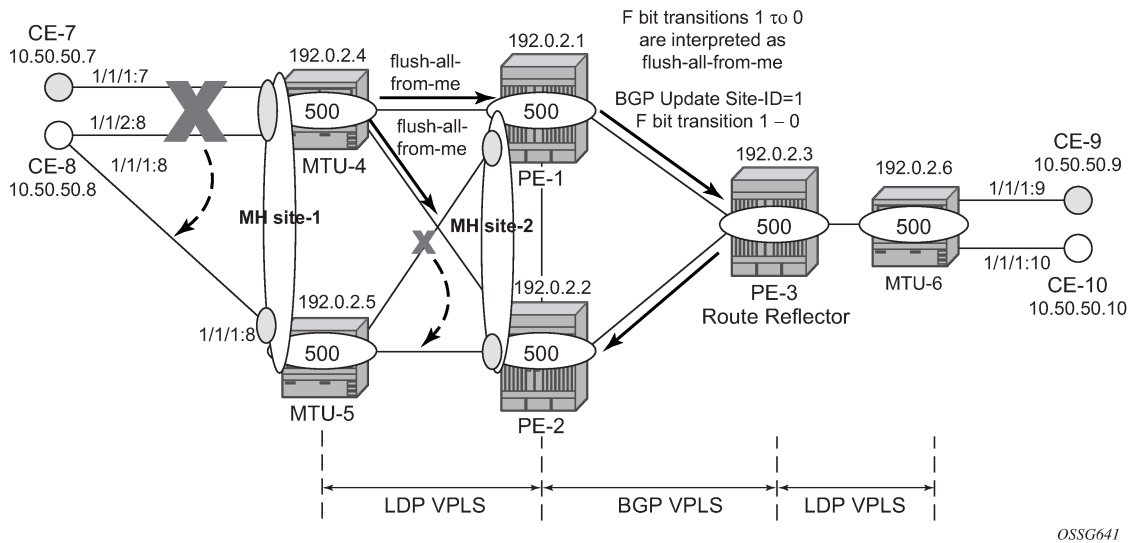 CE-7
10.50.50.7
1/1/1:7
1/1/2:8
CE-8
10.50.50.8
1/1/1:8
MH site-1
192.0.2.4
500
MTU-4
flush-all-
from-me
flush-all-
from-me
192.0.2.1
500
PE-1
MH site-2
F bit transitions 1 to 0
are interpreted as
flush-all-from-me
BGP Update Site-ID=1
F bit transition 1 – 0
192.0.2.3
500
PE-3
Route Reflector
192.0.2.6
500
MTU-6
1/1/1:9
CE-9
10.50.50.9
1/1/1:10
CE-10
10.50.50.10
1/1/1:8
192.0.2.5
500
MTU-5
192.0.2.2
500
PE-2
LDP VPLS
BGP VPLS
LDP VPLS
OSSG641